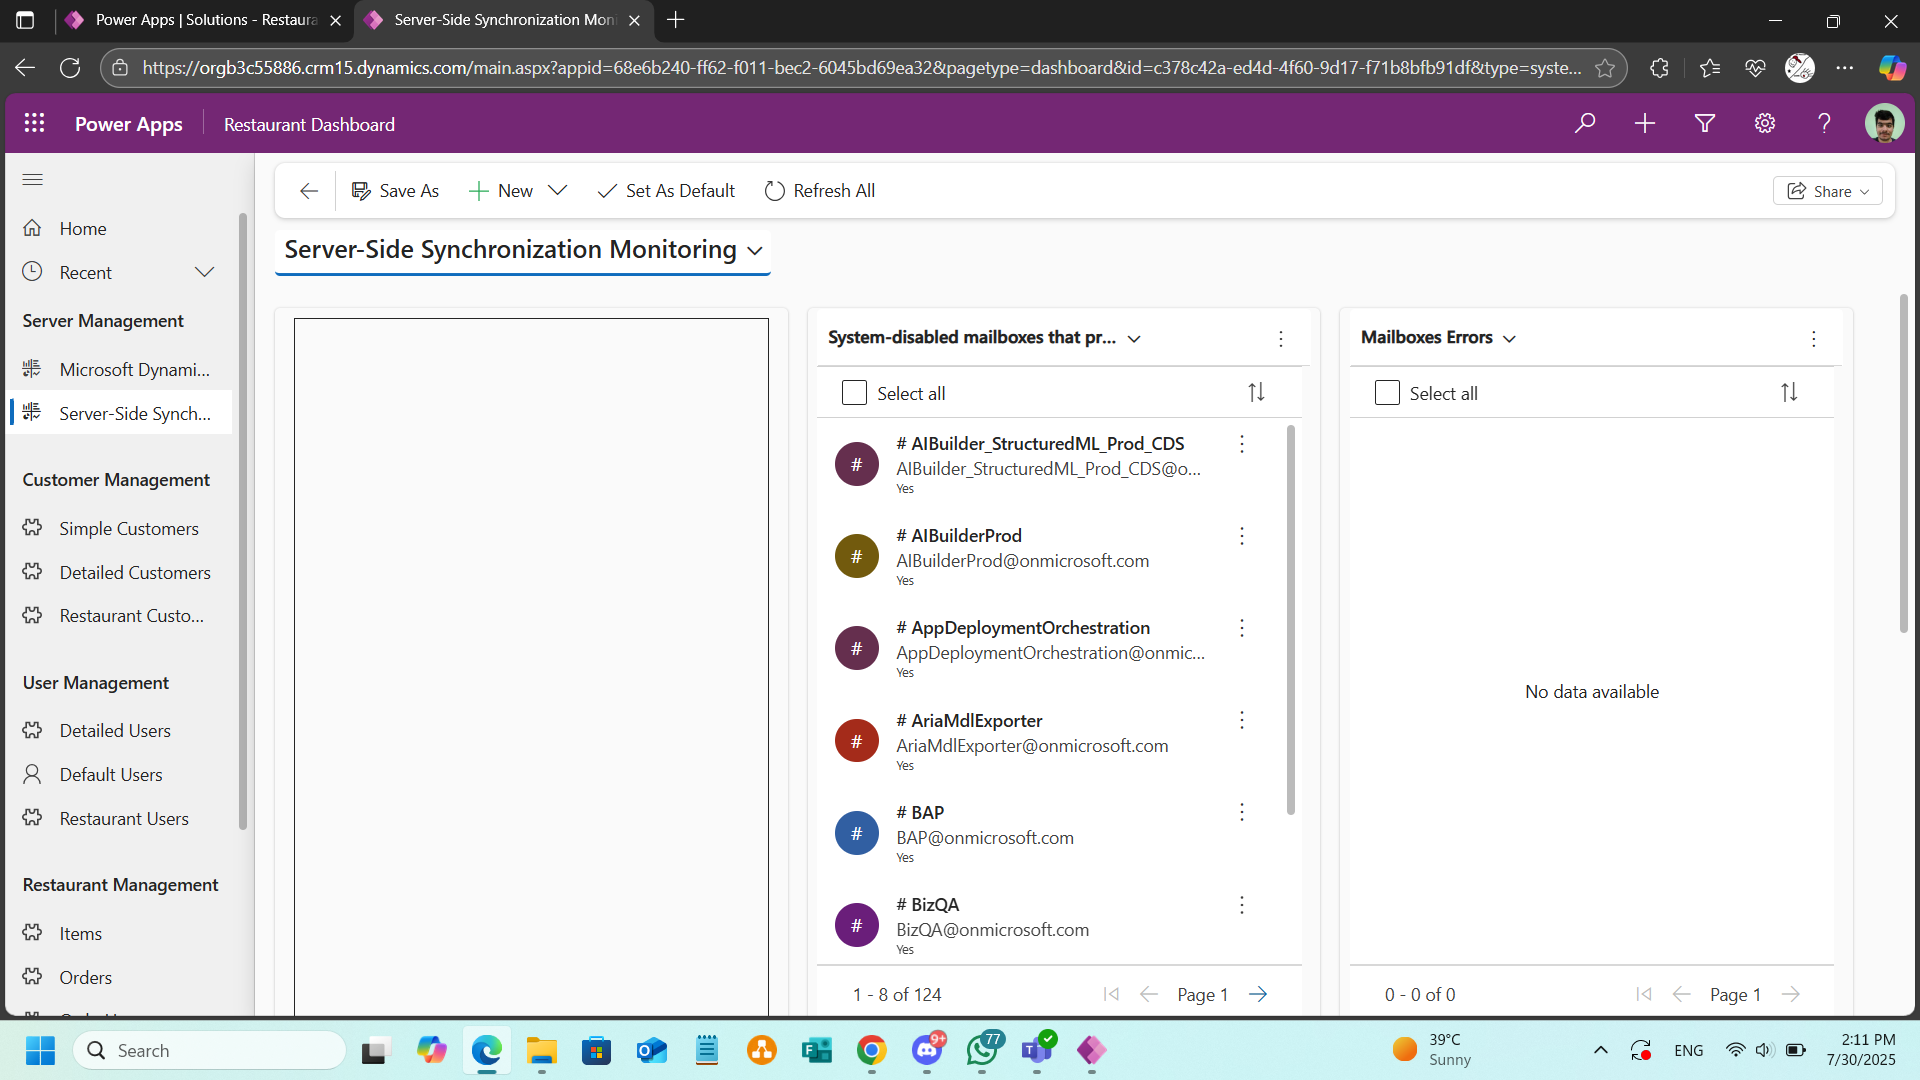 Power Apps | Solutions - Restaura
Server-Side Synchronization Moni
https://orgb3c55886.crm15.dynamics.com/main.aspx?appid=68e6b240-ff62-f011-bec2-6045bd69ea32&pagetype=dashboard&id=c378c42a-ed4d-4f60-9d17-f71b8bfb91df&type=syste...
Power Apps
Restaurant Dashboard
Save As
New
Set As Default
Refresh All
Share
Home
Recent
Server Management
Microsoft Dynami...
Server-Side Synch...
Customer Management
Simple Customers
Detailed Customers
Restaurant Custo...
User Management
Detailed Users
Default Users
Restaurant Users
Restaurant Management
Items
Orders
Server-Side Synchronization Monitoring
System-disabled mailboxes that pr...
Select all
# # AIBuilder_StructuredML_Prod_CDS
AIBuilder_StructuredML_Prod_CDS@o...
Yes
# # AIBuilderProd
AIBuilderProd@onmicrosoft.com
Yes
# # AppDeploymentOrchestration
AppDeploymentOrchestration@onmic...
Yes
# # AriaMdlExporter
AriaMdlExporter@onmicrosoft.com
Yes
# # BAP
BAP@onmicrosoft.com
Yes
# # BizQA
BizQA@onmicrosoft.com
Yes
1 - 8 of 124
Page 1
Mailboxes Errors
Select all
No data available
0 - 0 of 0
Page 1
Search
9+
77
39°C
Sunny
ENG
2:11 PM
7/30/2025